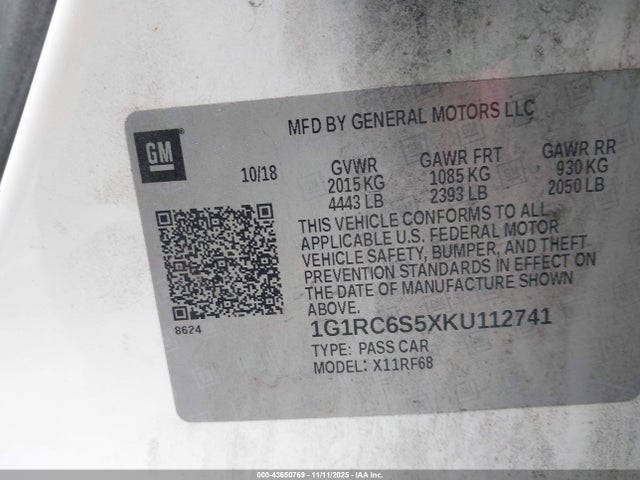 MFD BY GENERAL MOTORS LLC
GM
10/18
GVWR GAWR FRT GAWR RR
2015 KG 1085 KG 930 KG
4443 LB 2393 LB 2050 LB
THIS VEHICLE CONFORMS TO ALL
APPLICABLE U.S. FEDERAL MOTOR
VEHICLE SAFETY, BUMPER, AND THEFT
PREVENTION STANDARDS IN EFFECT ON
THE DATE OF MANUFACTURE SHOWN
ABOVE.
8624
1G1RC6S5XKU112741
TYPE: PASS CAR
MODEL: X11RF68
000-43650769 - 11/11/2025 - IAA Inc.